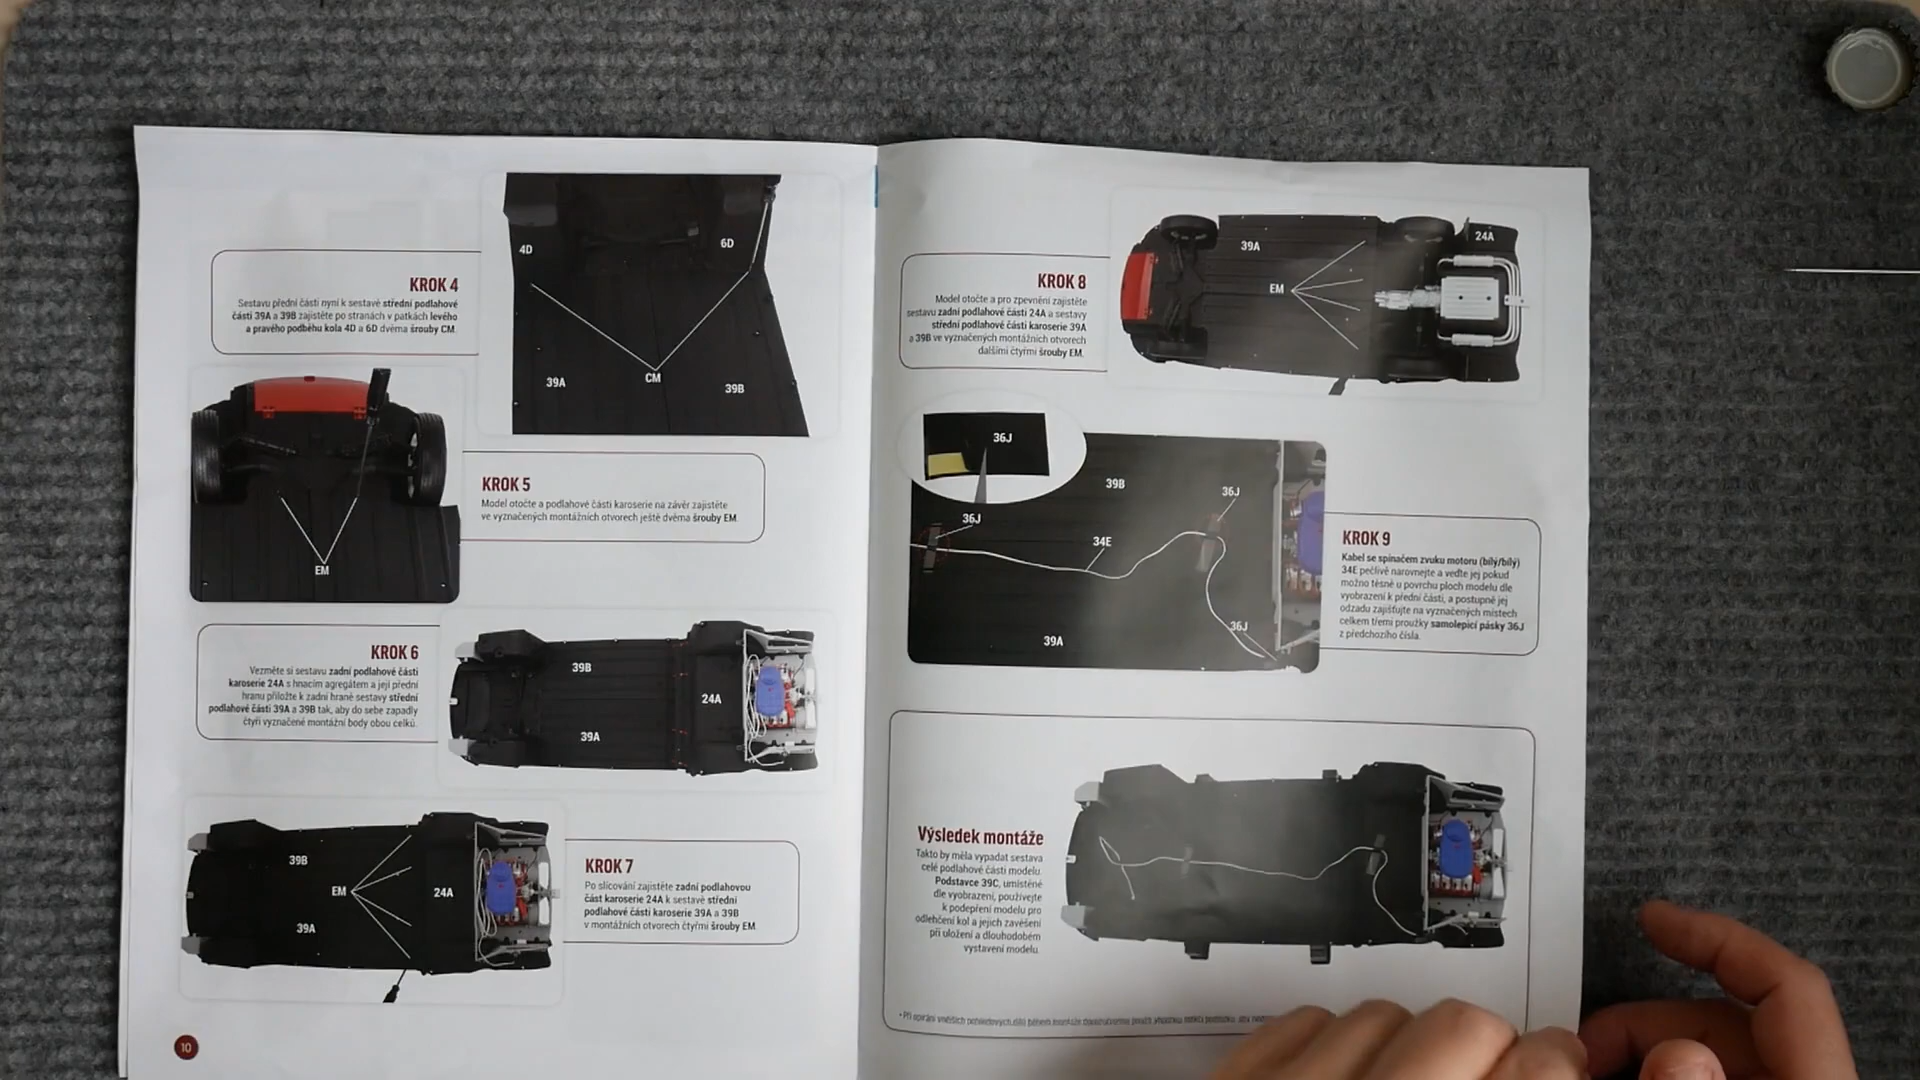 KROK 4
Sestavu přední části nyní k sestavě střední podlahové
části 39A a 39B zajistěte po stranách v patkách levého
a pravého podběhu kola 4D a 6D dvěma šrouby CM.
4D
6D
39A
CM
39B
EM
KROK 5
Model otočte a podlahové části karoserie na závěr zajistěte
ve vyznačených montážních otvorech ještě dvěma šrouby EM.
KROK 6
Vezměte si sestavu zadní podlahové části
karoserie 24A s hnacím agregátem a její přední
hranu přiložte k zadní hraně sestavy střední
podlahové části 39A a 39B tak, aby do sebe zapadly
čtyři vyznačené montážní body obou celků.
39B
24A
39A
39B
EM
24A
39A
KROK 7
Po slícování zajistěte zadní podlahovou
část karoserie 24A k sestavě střední
podlahové části karoserie 39A a 39B
v montážních otvorech čtyřmi šrouby EM.
10
KROK 8
Model otočte a pro zpevnění zajistěte
sestavu zadní podlahové části 24A a sestavy
střední podlahové části karoserie 39A
a 39B ve vyznačených montážních otvorech
dalšími čtyřmi šrouby EM.
39A
24A
EM
36J
39B
36J
36J
34E
36J
39A
KROK 9
Kabel se spínačem zvuku motoru (bílý/bílý)
34E pečlivě narovnejte a veďte jej pokud
možno těsně u povrchu ploch modelu dle
vyobrazení k přední části, a postupně jej
odzadu zajišťujte na vyznačených místech
celkem třemi proužky samolepicí pásky 36J
z předchozího čísla.
Výsledek montáže
Takto by měla vypadat sestava
celé podlahové části modelu.
Podstavce 39C, umístěné
dle vyobrazení, používejte
k podepření modelu pro
odlehčení kol a jejich zavěšení
při uložení a dlouhodobém
vystavení modelu.